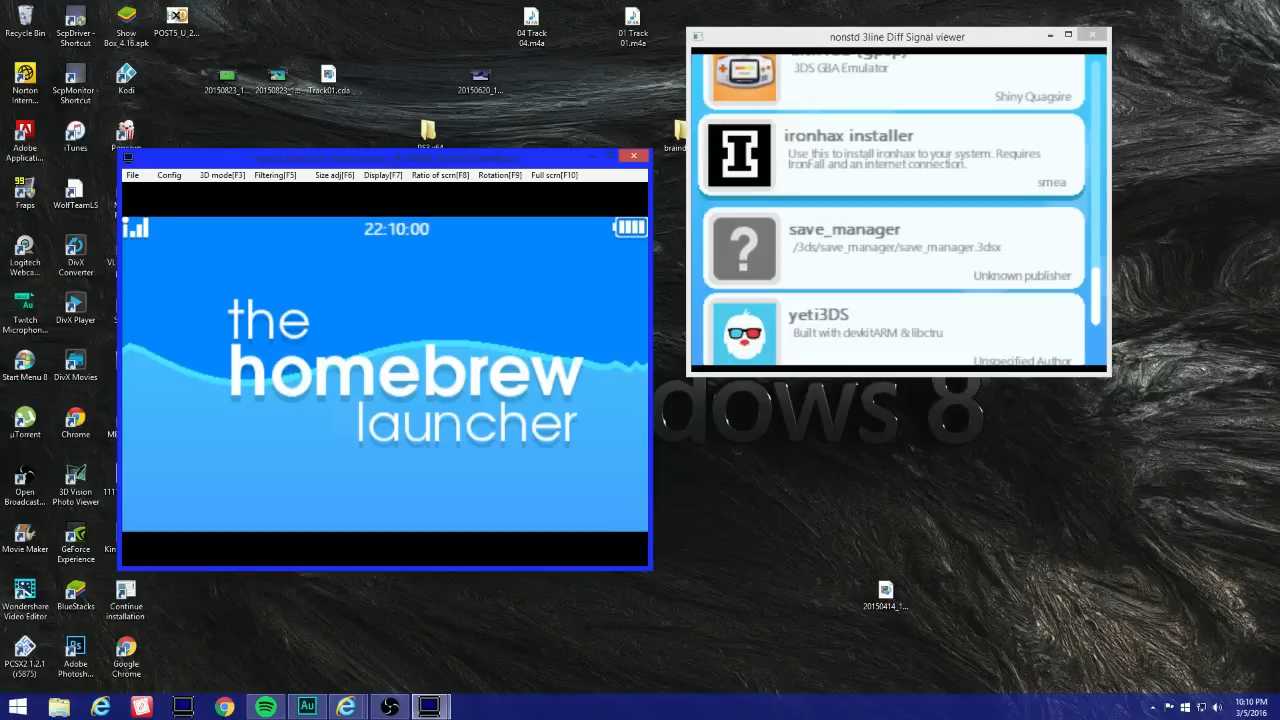 Recycle Bin
ScpDriver -
Shortcut
Show
Box_4.16.apk
POST5_U_2...
04 Track
04.m4a
01 Track
01.m4a
Intern...
ScpMonitor -
Shortcut
Kodi
20150823_1...
Track01.cda
20150620_1...
Adobe
Applicatio...
iTunes
Fraps
WolfTeamLS
Logitech
Webca...
DivX
Converter
Twitch
Microphon...
DivX Player
Start Menu 8
DivX Movies
µTorrent
Chrome
Open
Broadcast...
3D Vision
Photo Viewer
Movie Maker
GeForce
Experience
Wondershare
Video Editor
BlueStacks
Continue
installation
PCSX2 1.2.1
(r5875)
Adobe
Photosh...
Google
Chrome
File Config 3D mode Filtering[F5] Size adj[F6] Display[F7] Ratio of scrn[F8] Rotatescrn[F9] Full scrn[F10]
22:10:00
the
homebrew
launcher
nonstd 3line Diff Signal viewer
3DS GBA Emulator
Shiny Quagsire
ironhax installer
Use this to install ironhax to your system. Requires
IronFall and an internet connection.
smea
save_manager
/3ds/save_manager/save_manager.3dsx
Unknown publisher
yeti3DS
Built with devkitARM & libctru
Unspecified Author
dows 8
20150414_1...
10:10 PM
3/5/2016